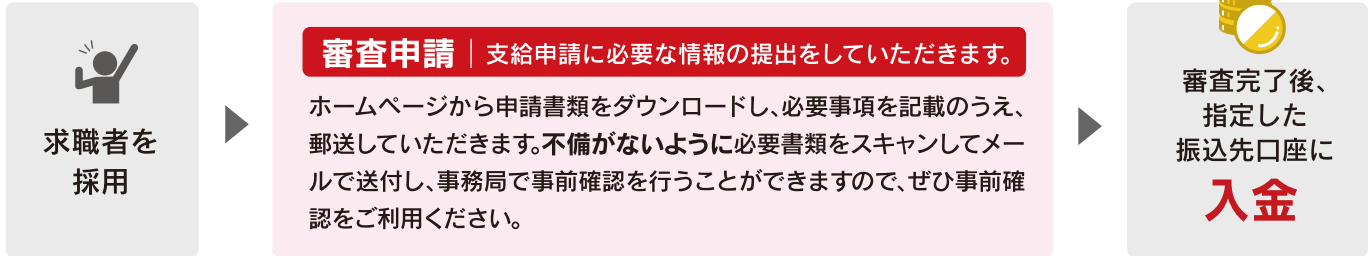 求職者を
採用
審査申請｜支給申請に必要な情報の提出をしていただきます。
ホームページから申請書類をダウンロードし、必要事項を記載のうえ、
郵送していただきます。不備がないように必要書類をスキャンしてメー
ルで送付し、事務局で事前確認を行うことができますので、ぜひ事前確
認をご利用ください。
審査完了後、
指定した
振込先口座に
入金